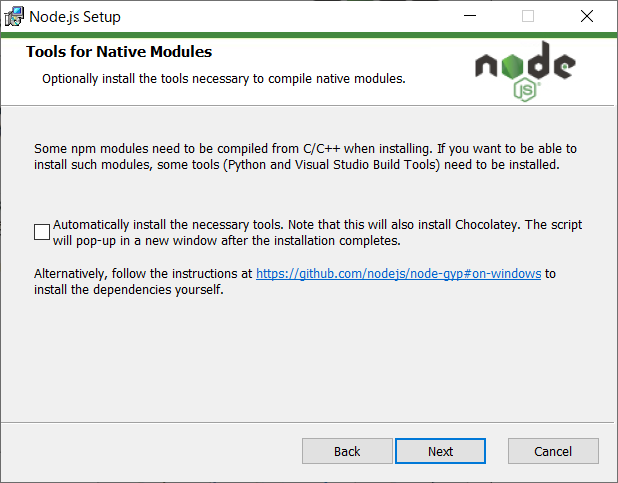 Node.js Setup
Tools for Native Modules
Optionally install the tools necessary to compile native modules.
node
JS
Some npm modules need to be compiled from C/C++ when installing. If you want to be able to
install such modules, some tools (Python and Visual Studio Build Tools) need to be installed.
Automatically install the necessary tools. Note that this will also install Chocolatey. The script
will pop-up in a new window after the installation completes.
Alternatively, follow the instructions at https://github.com/nodejs/node-gyp#on-windows to
install the dependencies yourself.
Back Next Cancel